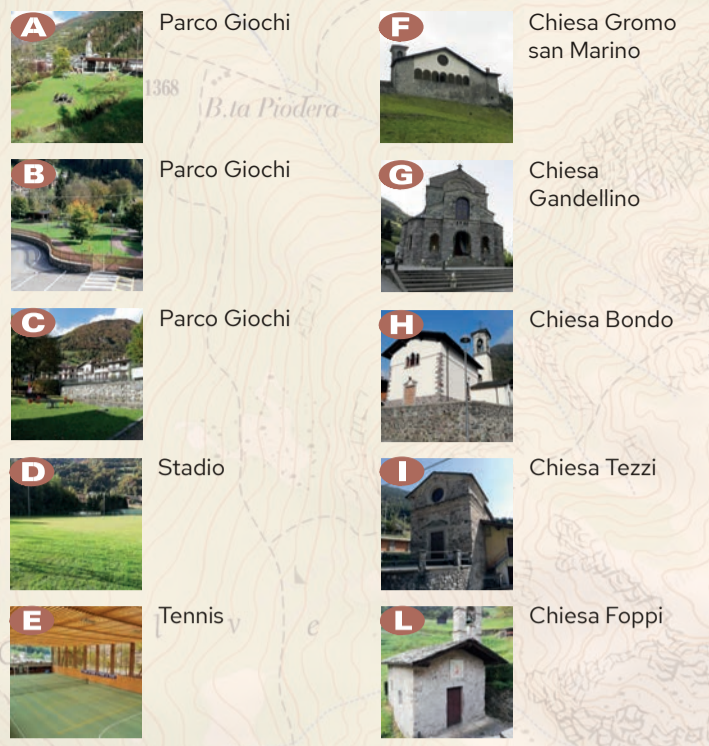 A
Parco Giochi
1368
B.ta Piodera
B
Parco Giochi
C
Parco Giochi
D
Stadio
E
Tennis
l v e
F
Chiesa Gromo
san Marino
G
Chiesa
Gandellino
H
Chiesa Bondo
I
Chiesa Tezzi
L
Chiesa Foppi